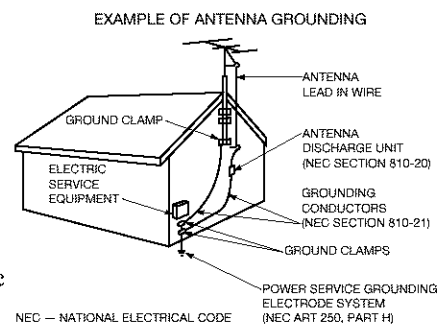 EXAMPLE OF ANTENNA GROUNDING
ANTENNA
LEAD IN WIRE
GROUND CLAMP
ANTENNA
DISCHARGE UNIT
(NEC SECTION 810-20)
ELECTRIC
SERVICE
EQUIPMENT
GROUNDING
CONDUCTORS
(NEC SECTION 810-21)
GROUND CLAMPS
POWER SERVICE GROUNDING
ELECTRODE SYSTEM
(NEC ART 250, PART H)
c
NEC — NATIONAL ELECTRICAL CODE